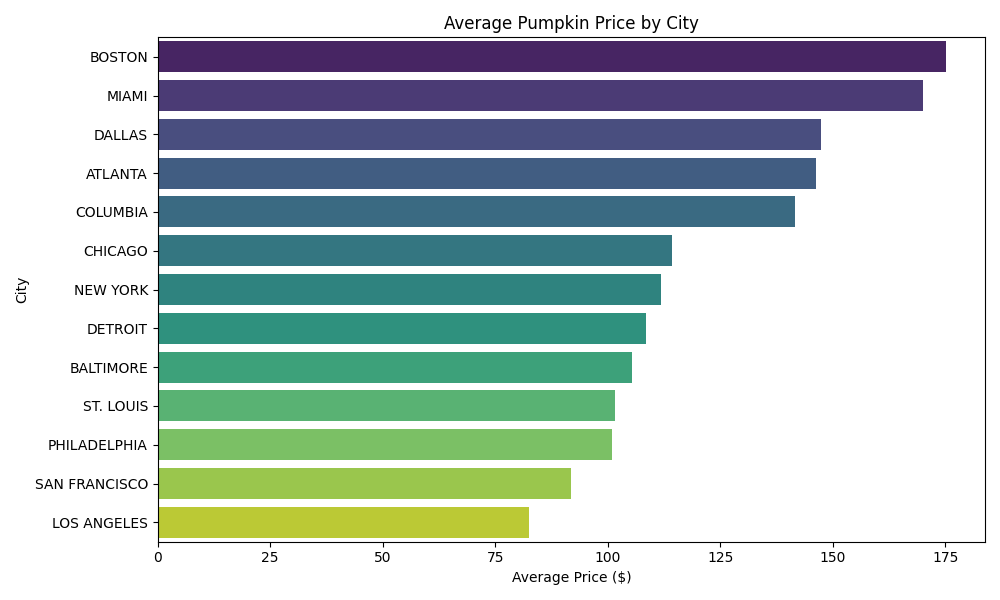 Average Pumpkin Price by City
City
BOSTON
MIAMI
DALLAS
ATLANTA
COLUMBIA
CHICAGO
NEW YORK
DETROIT
BALTIMORE
ST. LOUIS
PHILADELPHIA
SAN FRANCISCO
LOS ANGELES
0 25 50 75 100 125 150 175
Average Price ($)